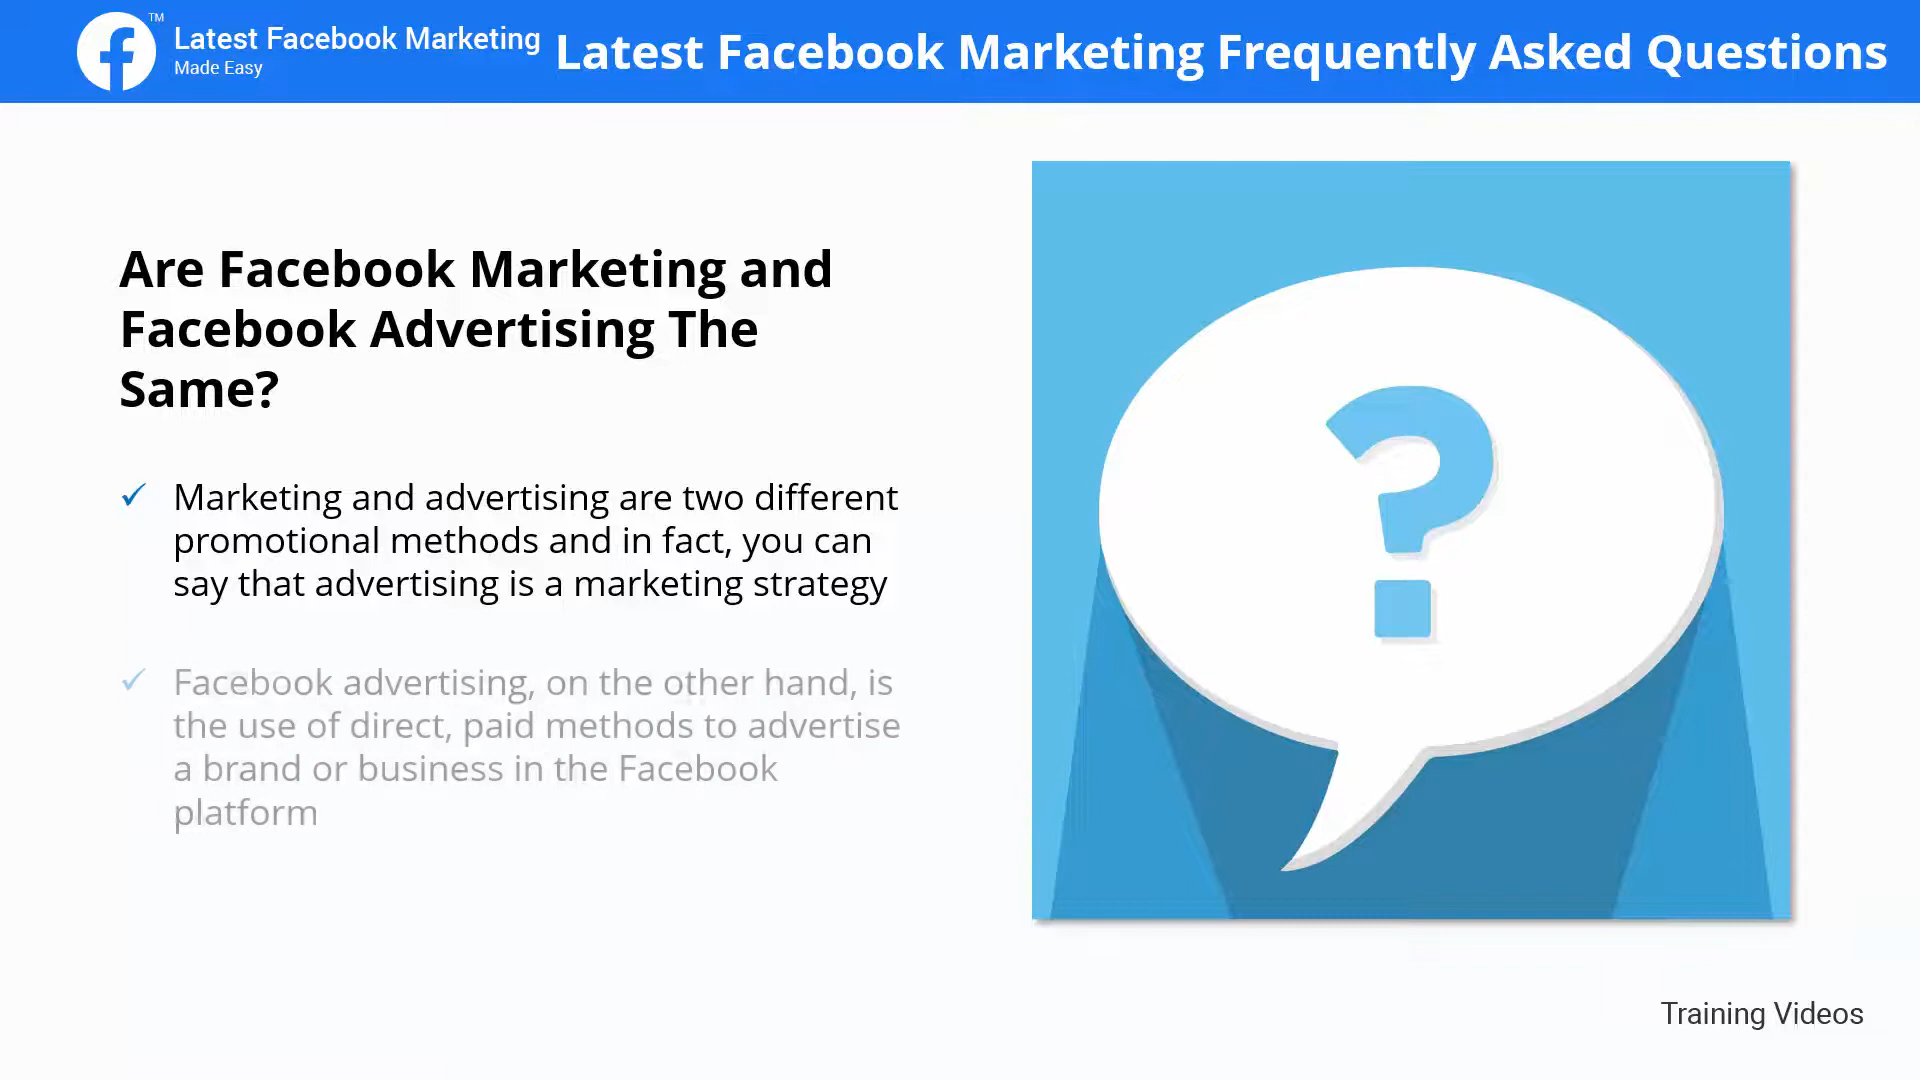 Latest Facebook Marketing
Made Easy
TM
Latest Facebook Marketing Frequently Asked Questions
Are Facebook Marketing and
Facebook Advertising The
Same?
Marketing and advertising are two different
promotional methods and in fact, you can
say that advertising is a marketing strategy
Facebook advertising, on the other hand, is
the use of direct, paid methods to advertise
a brand or business in the Facebook
platform
?
Training Videos